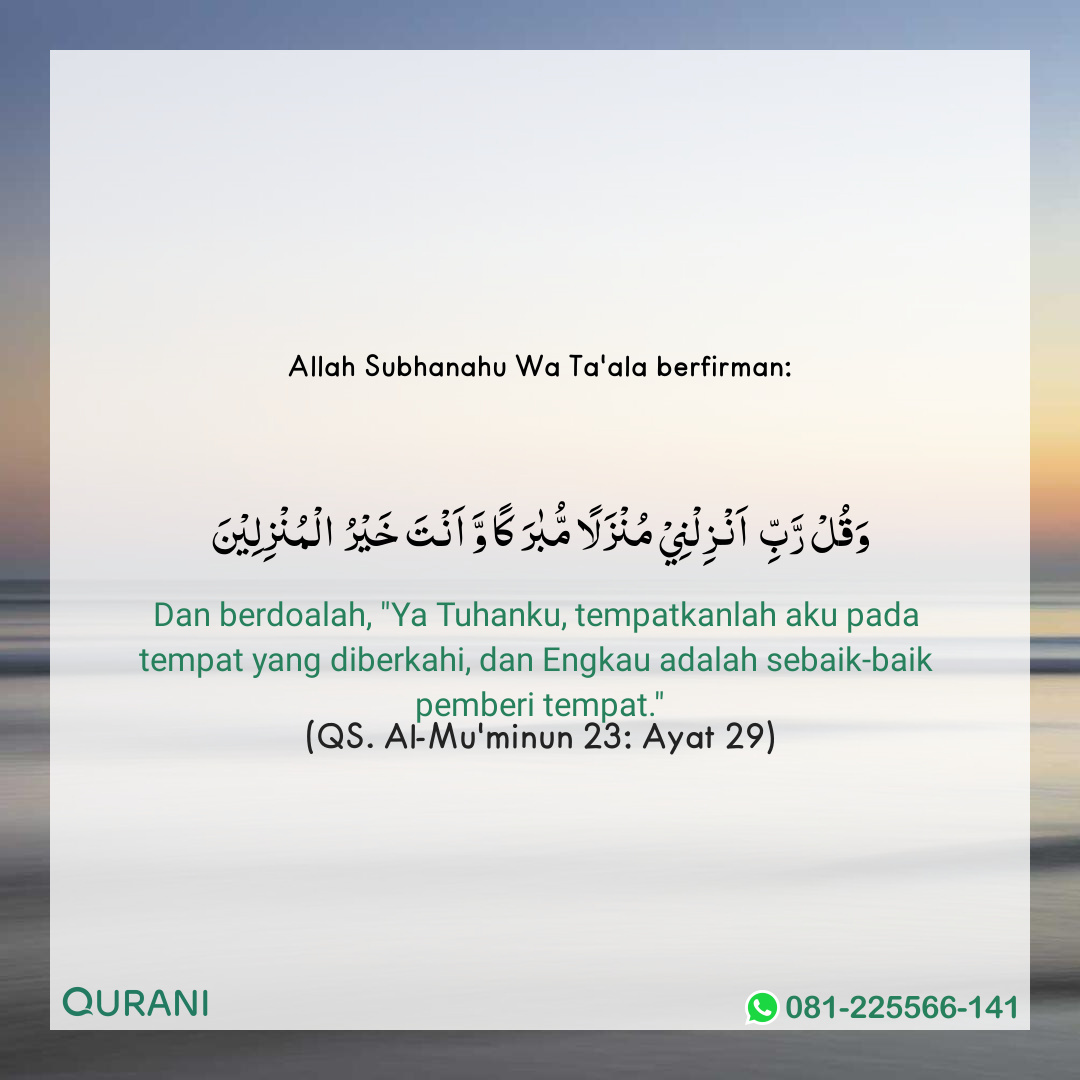 Allah Subhanahu Wa Ta'ala berfirman:
وَقُلْ رَّبِّ اَنْزِلْنِيْ مُنْزَلًا مُّبٰرَكًا وَّاَنْتَ خَيْرُ الْمُنْزِلِيْنَ
Dan berdoalah, "Ya Tuhanku, tempatkanlah aku pada
tempat yang diberkahi, dan Engkau adalah sebaik-baik
pemberi tempat."
(QS. Al-Mu'minun 23: Ayat 29)
QURANI
081-225566-141